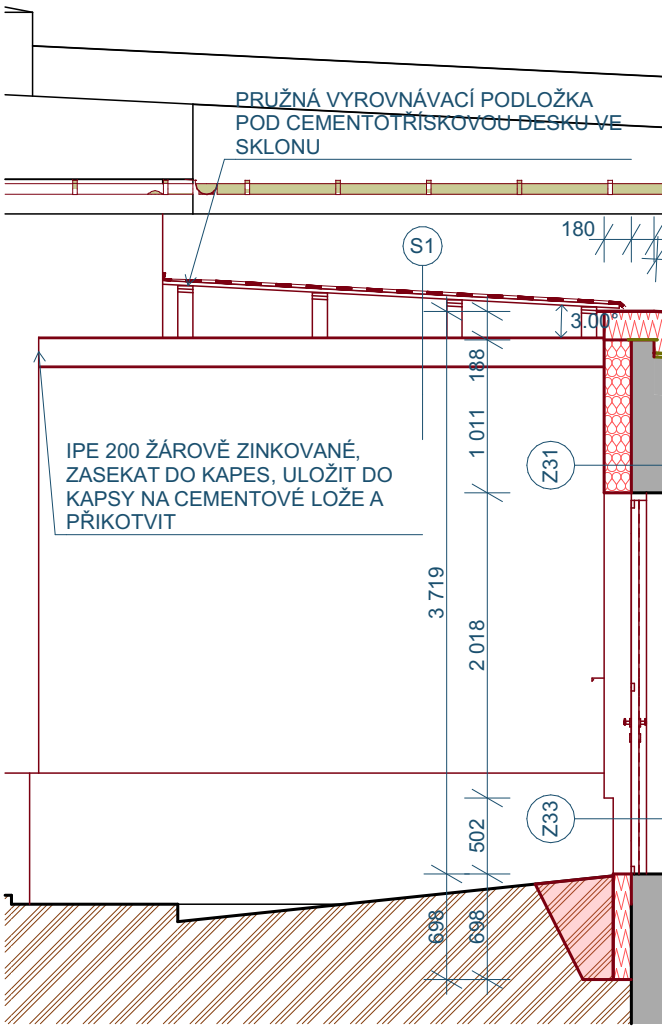 PRUŽNÁ VYROVNÁVACÍ PODLOŽKA
POD CEMENTOTŘÍSKOVOU DESKU VE
SKLONU
180
S1
3.00°
188
1 011
IPE 200 ŽÁROVĚ ZINKOVANÉ,
ZASEKAT DO KAPES, ULOŽIT DO
KAPSY NA CEMENTOVÉ LOŽE A
PŘIKOTVIT
Z31
3 719
2 018
502
Z33
698
698